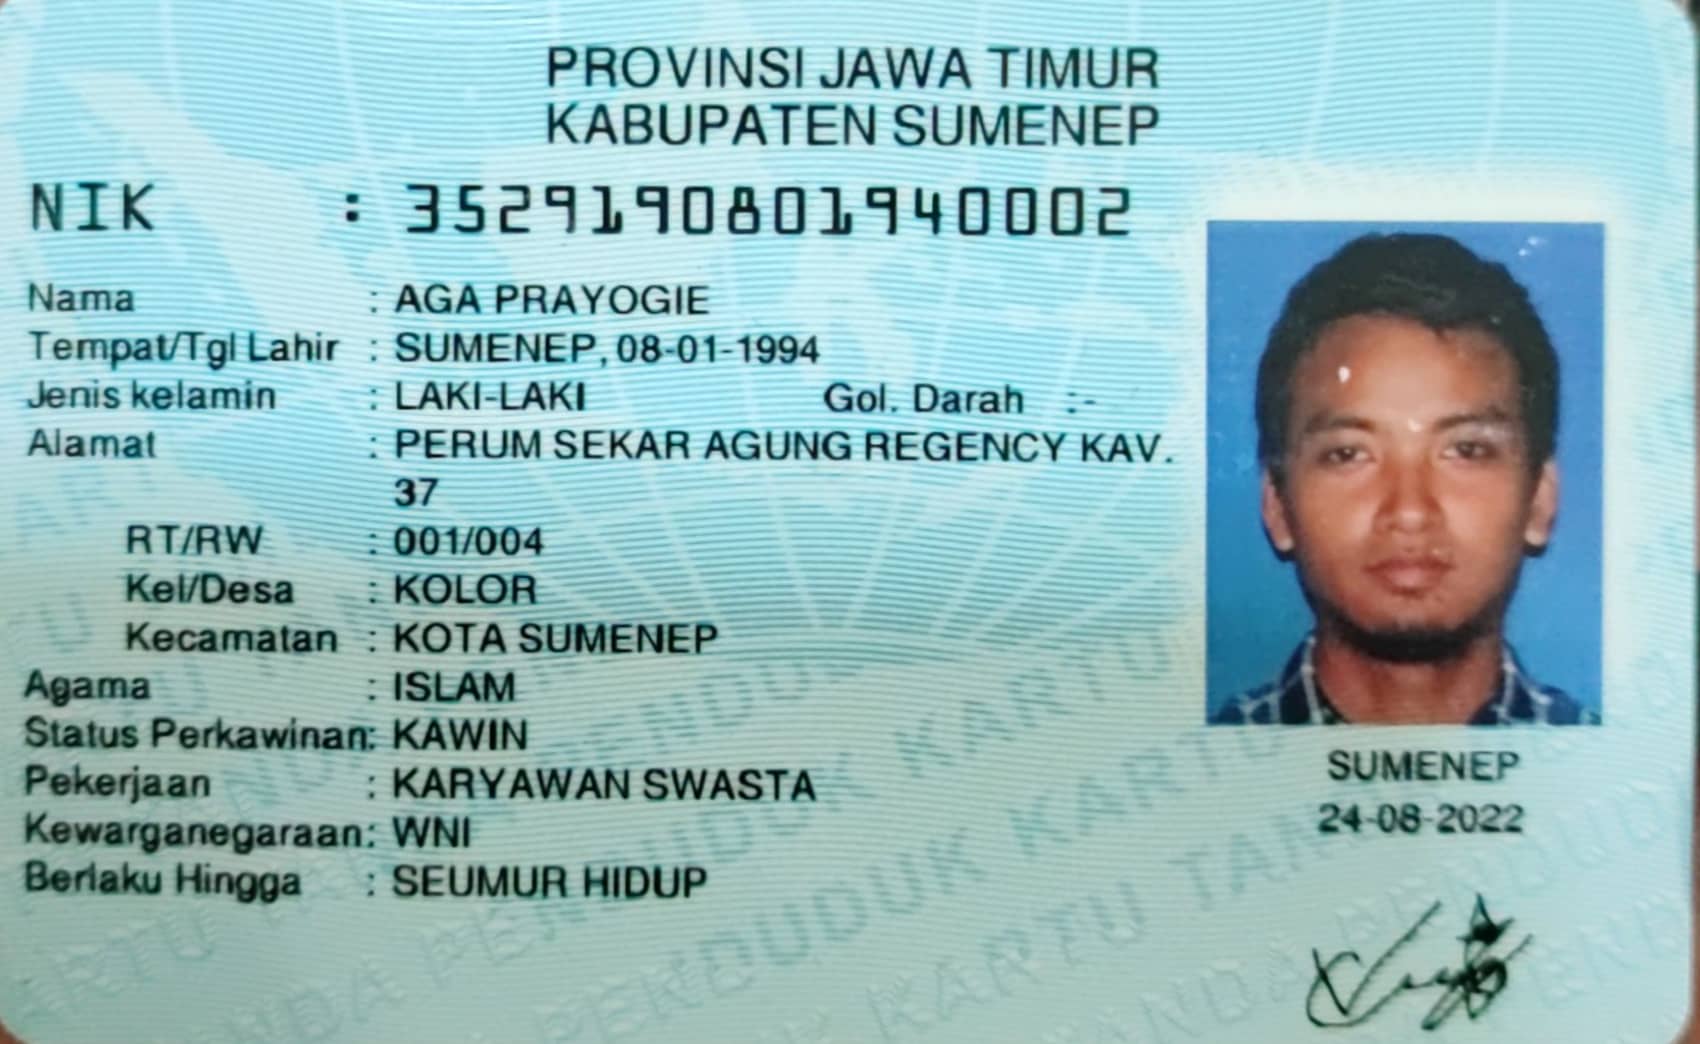 PROVINSI JAWA TIMUR
KABUPATEN SUMENEP
NIK : 3529190801940002
Nama : AGA PRAYOGIE
Tempat/Tgl Lahir : SUMENEP, 08-01-1994
Jenis kelamin : LAKI-LAKI Gol. Darah :-
Alamat : PERUM SEKAR AGUNG REGENCY KAV.
37
RT/RW : 001/004
Kel/Desa : KOLOR
Kecamatan : KOTA SUMENEP
Agama : ISLAM
Status Perkawinan: KAWIN
Pekerjaan : KARYAWAN SWASTA
Kewarganegaraan: WNI
Berlaku Hingga : SEUMUR HIDUP
SUMENEP
24-08-2022